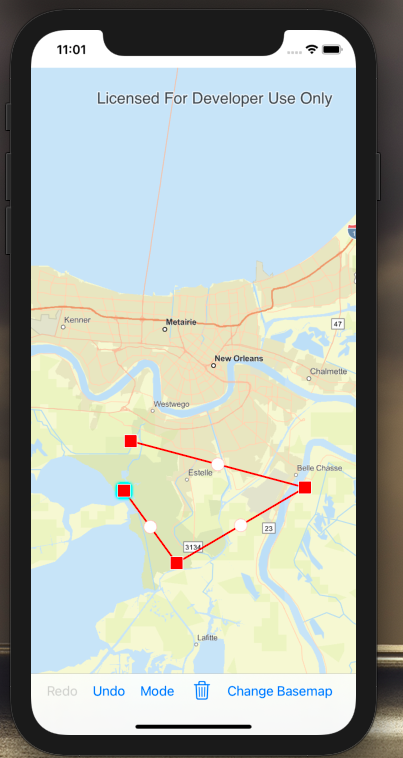 11:01
Licensed For Developer Use Only
Kenner
Metairie
47
New Orleans
Chalmette
Westwego
Estelle
Belle Chasse
23
3134
Lafitte
Redo Undo Mode Change Basemap